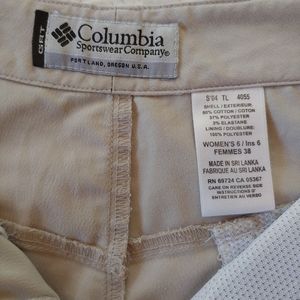 GRT
Columbia
Sportswear Company®
PORTLAND, OREGON U.S.A.
S'04 TL 4055
SHELL / EXTERIEUR
60% COTTON / COTON
37% POLYESTER
3% ELASTANE
LINING / DOUBLURE:
100% POLYESTER
WOMEN'S 6 / Ins 6
FEMMES 38
MADE IN SRI LANKA
FABRIQUE AU SRI LANKA
RN 69724 CA 05367
CARE ON REVERSE SIDE
INSTRUCTIONS D'
ENTRETIEN AU VERSO